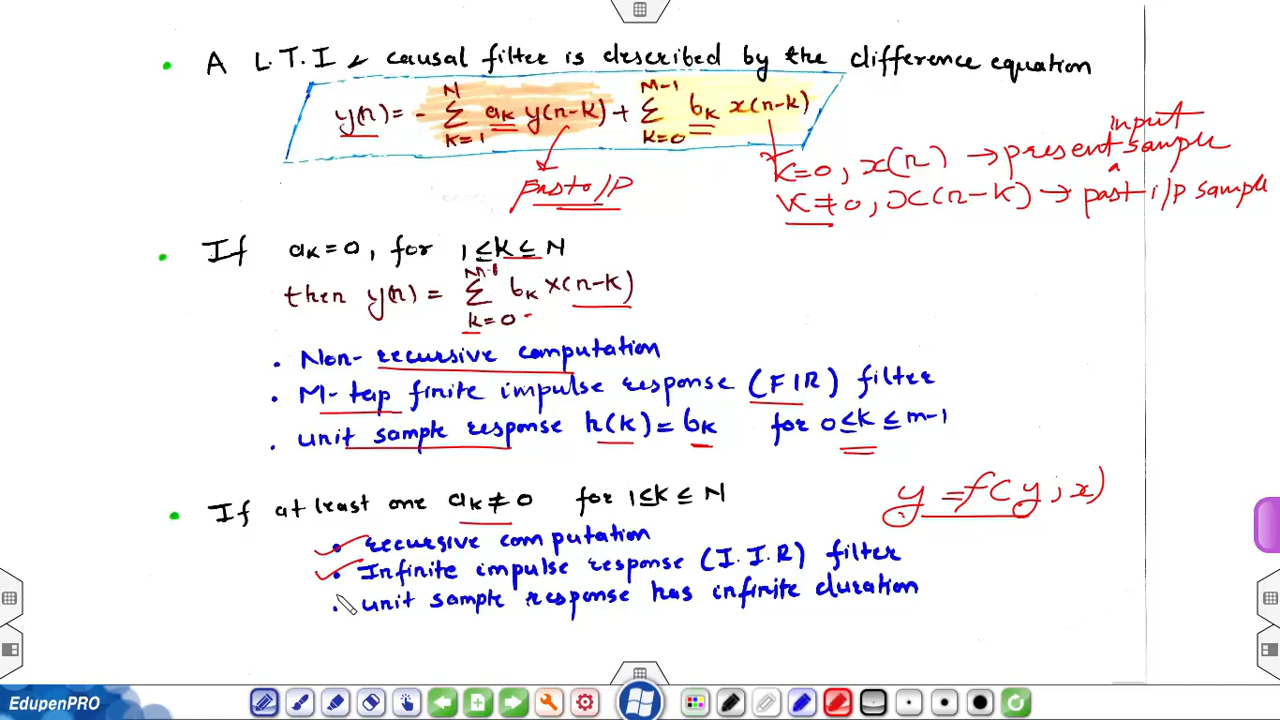 • A L.T.I & causal filter is described by the difference equation
y(n) = - Σ_{k=1}^{N} a_k y(n-k) + Σ_{k=0}^{M-1} b_k x(n-k)
input
k=0, x(n) → present sample
past o/p
k≠0, x(n-k) → past i/p sample
• If a_k=0, for 1≤k≤N
then y(n) = Σ_{k=0}^{M-1} b_k x(n-k)
. Non-recursive computation
. M-tap finite impulse response (FIR) filter
. unit sample response h(k) = b_k for 0≤k≤m-1
• If at least one a_k≠0 for 1≤k≤N
y = f(y, x)
. recursive computation
. Infinite impulse response (I.I.R) filter
. unit sample response has infinite duration
EdupenPRO